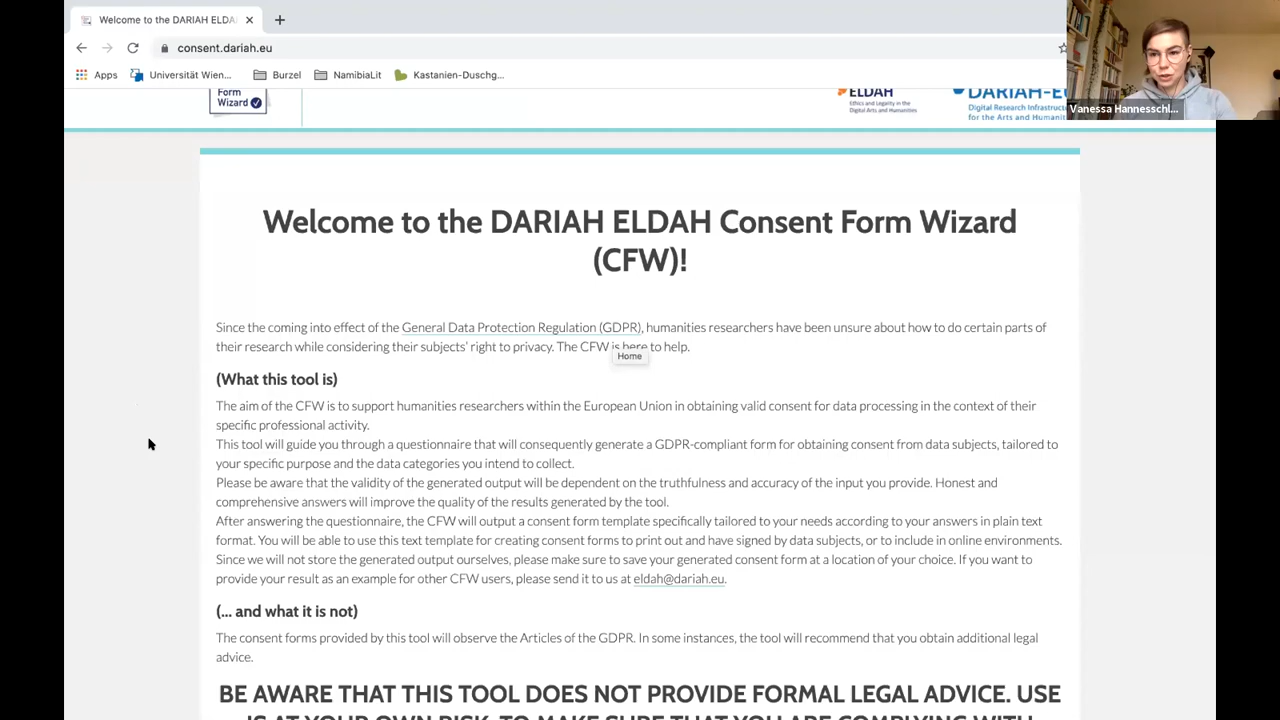 Welcome to the DARIAH ELDA
consent.dariah.eu
Apps
Universität Wien...
Burzel
NamibiaLit
Kastanien-Duschg...
Form
Wizard
ELDAH
Ethics and Legality in the
Digital Arts and Humanities
DARIAH-E
Digital Research Infrastruc
for the Arts and Humanit
Vanessa Hannesschl...
Welcome to the DARIAH ELDAH Consent Form Wizard
(CFW)!
Since the coming into effect of the General Data Protection Regulation (GDPR), humanities researchers have been unsure about how to do certain parts of
their research while considering their subjects' right to privacy. The CFW is here to help.
Home
(What this tool is)
The aim of the CFW is to support humanities researchers within the European Union in obtaining valid consent for data processing in the context of their
specific professional activity.
This tool will guide you through a questionnaire that will consequently generate a GDPR-compliant form for obtaining consent from data subjects, tailored to
your specific purpose and the data categories you intend to collect.
Please be aware that the validity of the generated output will be dependent on the truthfulness and accuracy of the input you provide. Honest and
comprehensive answers will improve the quality of the results generated by the tool.
After answering the questionnaire, the CFW will output a consent form template specifically tailored to your needs according to your answers in plain text
format. You will be able to use this text template for creating consent forms to print out and have signed by data subjects, or to include in online environments.
Since we will not store the generated output ourselves, please make sure to save your generated consent form at a location of your choice. If you want to
provide your result as an example for other CFW users, please send it to us at eldah@dariah.eu.
(... and what it is not)
The consent forms provided by this tool will observe the Articles of the GDPR. In some instances, the tool will recommend that you obtain additional legal
advice.
BE AWARE THAT THIS TOOL DOES NOT PROVIDE FORMAL LEGAL ADVICE. USE
IS AT YOUR OWN RISK. TO MAKE SURE THAT YOU ARE COMPLYING WITH